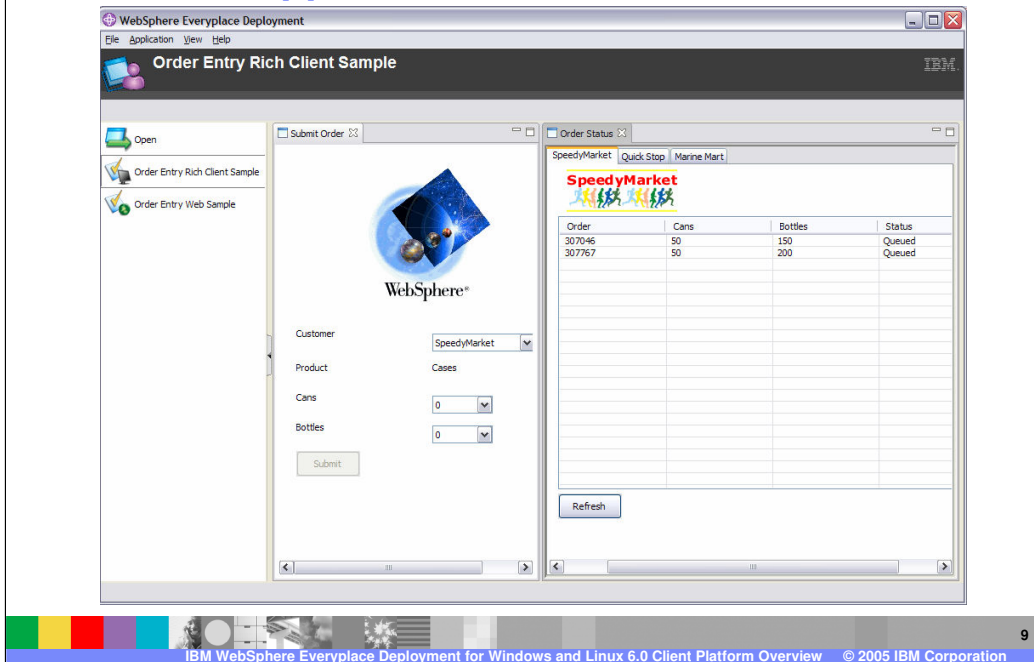 WebSphere Everyplace Deployment
File Application View Help
Order Entry Rich Client Sample
IBM.
Open
Order Entry Rich Client Sample
Order Entry Web Sample
Submit Order
WebSphere®
Customer
SpeedyMarket
Product Cases
Cans
0
Bottles
0
Submit
Order Status
SpeedyMarket Quick Stop Marine Mart
SpeedyMarket
Order Cans Bottles Status
307046 50 150 Queued
307767 50 200 Queued
Refresh
9
IBM WebSphere Everyplace Deployment for Windows and Linux 6.0 Client Platform Overview © 2005 IBM Corporation